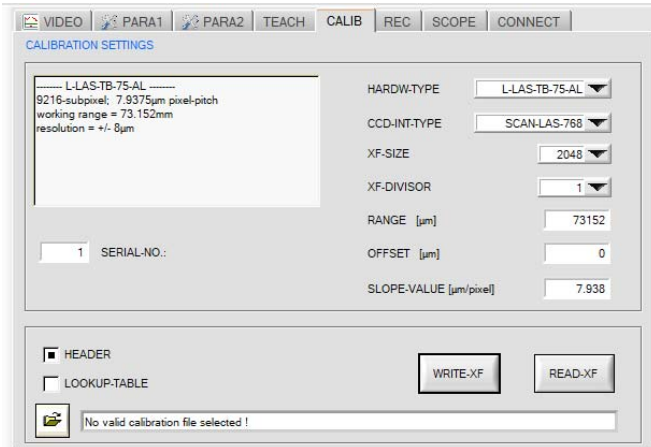 VIDEO PARA1 PARA2 TEACH CALIB REC SCOPE CONNECT
CALIBRATION SETTINGS
-------- L-LAS-TB-75-AL --------
9216-subpixel; 7.9375µm pixel-pitch
working range = 73.152mm
resolution = +/- 8µm
HARDW-TYPE L-LAS-TB-75-AL
CCD-INT-TYPE SCAN-LAS-768
XF-SIZE 2048
XF-DIVISOR 1
RANGE [µm] 73152
1 SERIAL-NO.:
OFFSET [µm] 0
SLOPE-VALUE [µm/pixel] 7.938
HEADER
LOOKUP-TABLE
WRITE-XF READ-XF
No valid calibration file selected !